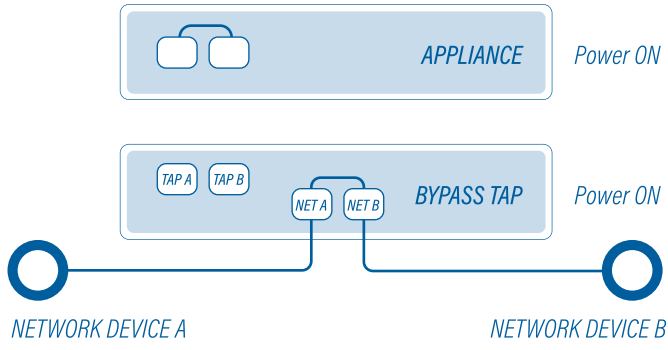 APPLIANCE
Power ON
TAP A
TAP B
NET A
NET B
BYPASS TAP
Power ON
NETWORK DEVICE A
NETWORK DEVICE B